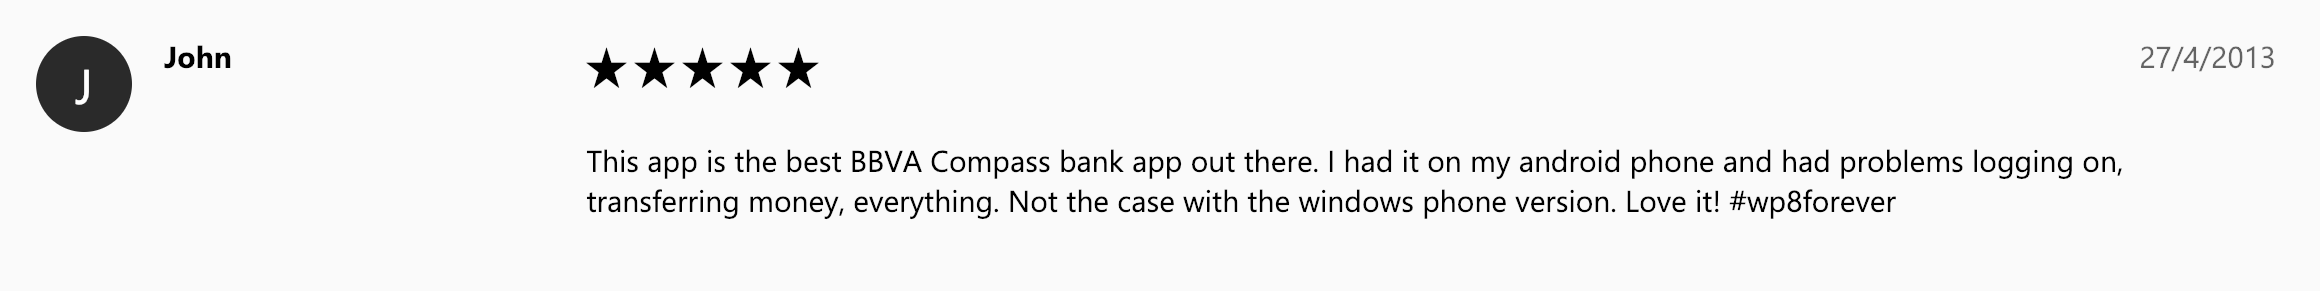 J
John
★★★★★
27/4/2013
This app is the best BBVA Compass bank app out there. I had it on my android phone and had problems logging on,
transferring money, everything. Not the case with the windows phone version. Love it! #wp8forever